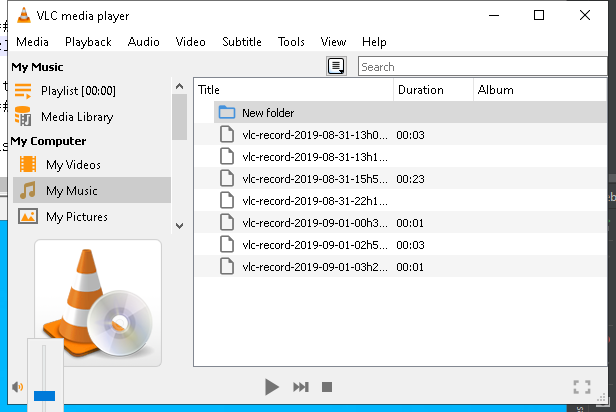 VLC media player
Media Playback Audio Video Subtitle Tools View Help
My Music
Search
Playlist [00:00]
Media Library
My Computer
My Videos
My Music
My Pictures
Title Duration Album
New folder
vlc-record-2019-08-31-13h0... 00:03
vlc-record-2019-08-31-13h1...
vlc-record-2019-08-31-15h5... 00:23
vlc-record-2019-08-31-22h1...
vlc-record-2019-09-01-00h3... 00:01
vlc-record-2019-09-01-02h5... 00:03
vlc-record-2019-09-01-03h2... 00:01